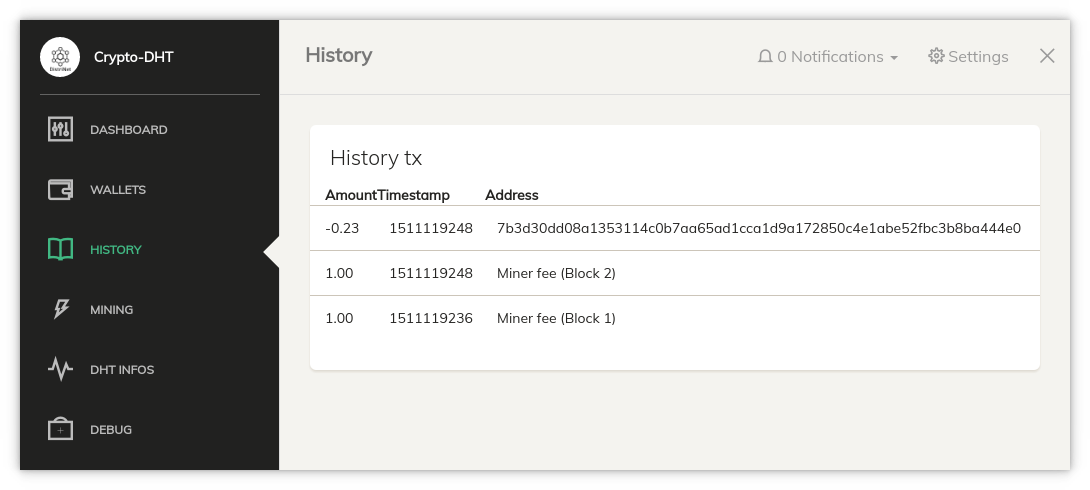 Crypto-DHT
DASHBOARD
WALLETS
HISTORY
MINING
DHT INFOS
DEBUG
History
0 Notifications
Settings
History tx
Amount Timestamp Address
-0.23 1511119248 7b3d30dd08a1353114c0b7aa65ad1cca1d9a172850c4e1abe52fbc3b8ba444e0
1.00 1511119248 Miner fee (Block 2)
1.00 1511119236 Miner fee (Block 1)